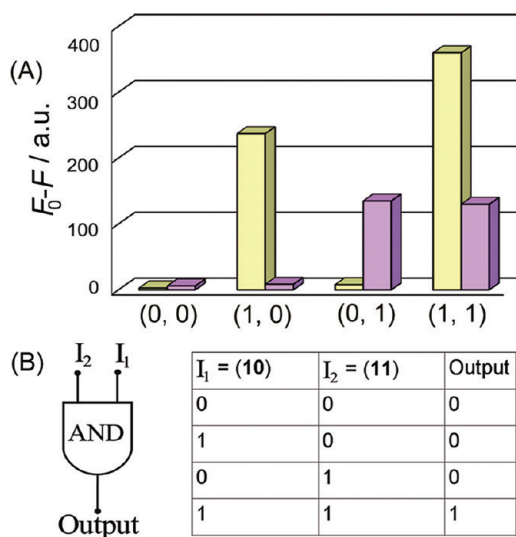 (A)
F₀-F / a.u.
400
300
200
100
0
(0, 0) (1, 0) (0, 1) (1, 1)
(B)
I₂ I₁
AND
Output
I₁ = (10) I₂ = (11) Output
0 0 0
1 0 0
0 1 0
1 1 1